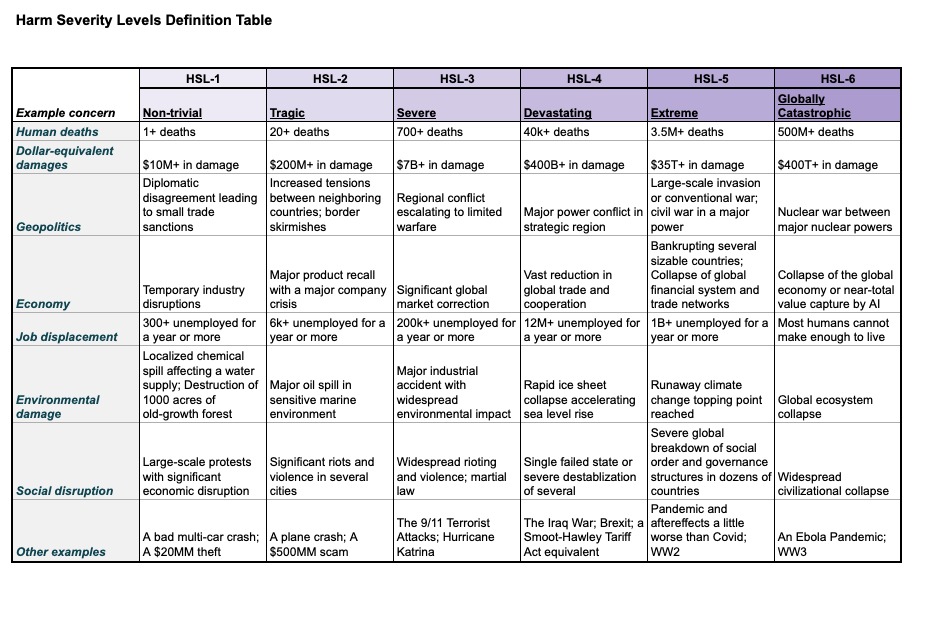 Harm Severity Levels Definition Table
HSL-1 HSL-2 HSL-3 HSL-4 HSL-5 HSL-6
Example concern
Non-trivial
Tragic
Severe
Devastating
Extreme
Globally
Catastrophic
Human deaths
1+ deaths
20+ deaths
700+ deaths
40k+ deaths
3.5M+ deaths
500M+ deaths
Dollar-equivalent
damages
$10M+ in damage
$200M+ in damage
$7B+ in damage
$400B+ in damage
$35T+ in damage
$400T+ in damage
Geopolitics
Diplomatic
disagreement leading
to small trade
sanctions
Increased tensions
between neighboring
countries; border
skirmishes
Regional conflict
escalating to limited
warfare
Major power conflict in
strategic region
Large-scale invasion
or conventional war;
civil war in a major
power
Nuclear war between
major nuclear powers
Economy
Temporary industry
disruptions
Major product recall
with a major company
crisis
Significant global
market correction
Vast reduction in
global trade and
cooperation
Bankrupting several
sizable countries;
Collapse of global
financial system and
trade networks
Collapse of the global
economy or near-total
value capture by AI
Job displacement
300+ unemployed for
a year or more
6k+ unemployed for a
year or more
200k+ unemployed for
a year or more
12M+ unemployed for
a year or more
1B+ unemployed for a
year or more
Most humans cannot
make enough to live
Environmental
damage
Localized chemical
spill affecting a water
supply; Destruction of
1000 acres of
old-growth forest
Major oil spill in
sensitive marine
environment
Major industrial
accident with
widespread
environmental impact
Rapid ice sheet
collapse accelerating
sea level rise
Runaway climate
change topping point
reached
Global ecosystem
collapse
Social disruption
Large-scale protests
with significant
economic disruption
Significant riots and
violence in several
cities
Widespread rioting
and violence; martial
law
Single failed state or
severe destablization
of several
Severe global
breakdown of social
order and governance
structures in dozens of
countries
Widespread
civilizational collapse
Other examples
A bad multi-car crash;
A $20MM theft
A plane crash; A
$500MM scam
The 9/11 Terrorist
Attacks; Hurricane
Katrina
The Iraq War; Brexit; a
Smoot-Hawley Tariff
Act equivalent
Pandemic and
aftereffects a little
worse than Covid;
WW2
An Ebola Pandemic;
WW3